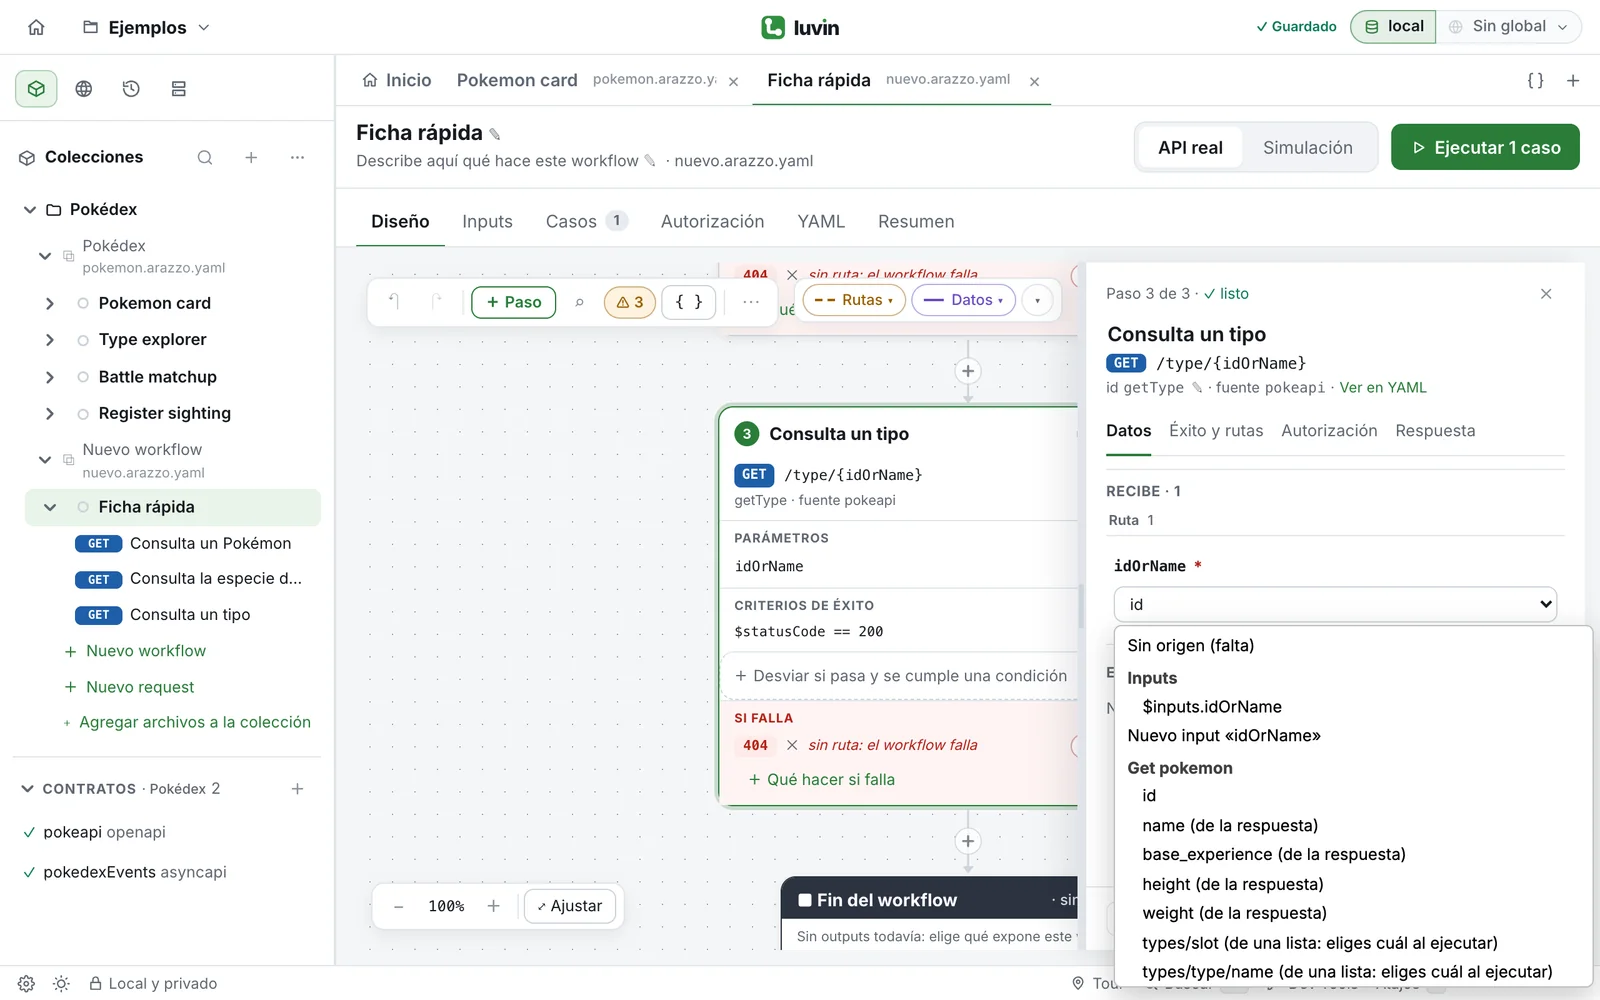 Ejemplos
luvin
✓ Guardado
local
Sin global
Inicio
Pokemon card pokemon.arazzo.y
Ficha rápida nuevo.arazzo.yaml
{ }
Colecciones
Pokédex
Pokédex
pokemon.arazzo.yaml
Pokemon card
Type explorer
Battle matchup
Register sighting
Nuevo workflow
nuevo.arazzo.yaml
Ficha rápida
GET Consulta un Pokémon
GET Consulta la especie d...
GET Consulta un tipo
+ Nuevo workflow
+ Nuevo request
+ Agregar archivos a la colección
CONTRATOS · Pokédex 2
✓ pokeapi openapi
✓ pokedexEvents asyncapi
Local y privado
Ficha rápida
Describe aquí qué hace este workflow · nuevo.arazzo.yaml
API real
Simulación
Ejecutar 1 caso
Diseño
Inputs
Casos 1
Autorización
YAML
Resumen
404 × sin ruta: el workflow falla
+ Paso
3
{ }
...
Rutas
Datos
3 Consulta un tipo
GET /type/{idOrName}
getType · fuente pokeapi
PARÁMETROS
idOrName
CRITERIOS DE ÉXITO
$statusCode == 200
+ Desviar si pasa y se cumple una condición
SI FALLA
404 × sin ruta: el workflow falla
+ Qué hacer si falla
Fin del workflow · sin
Sin outputs todavía: elige qué expone este
− 100% +
Ajustar
Paso 3 de 3 · ✓ listo
Consulta un tipo
GET /type/{idOrName}
id getType · fuente pokeapi · Ver en YAML
Datos
Éxito y rutas
Autorización
Respuesta
RECIBE · 1
Ruta 1
idOrName *
id
Sin origen (falta)
Inputs
$inputs.idOrName
Nuevo input «idOrName»
Get pokemon
id
name (de la respuesta)
base_experience (de la respuesta)
height (de la respuesta)
weight (de la respuesta)
types/slot (de una lista: eliges cuál al ejecutar)
types/type/name (de una lista: eliges cuál al ejecutar)